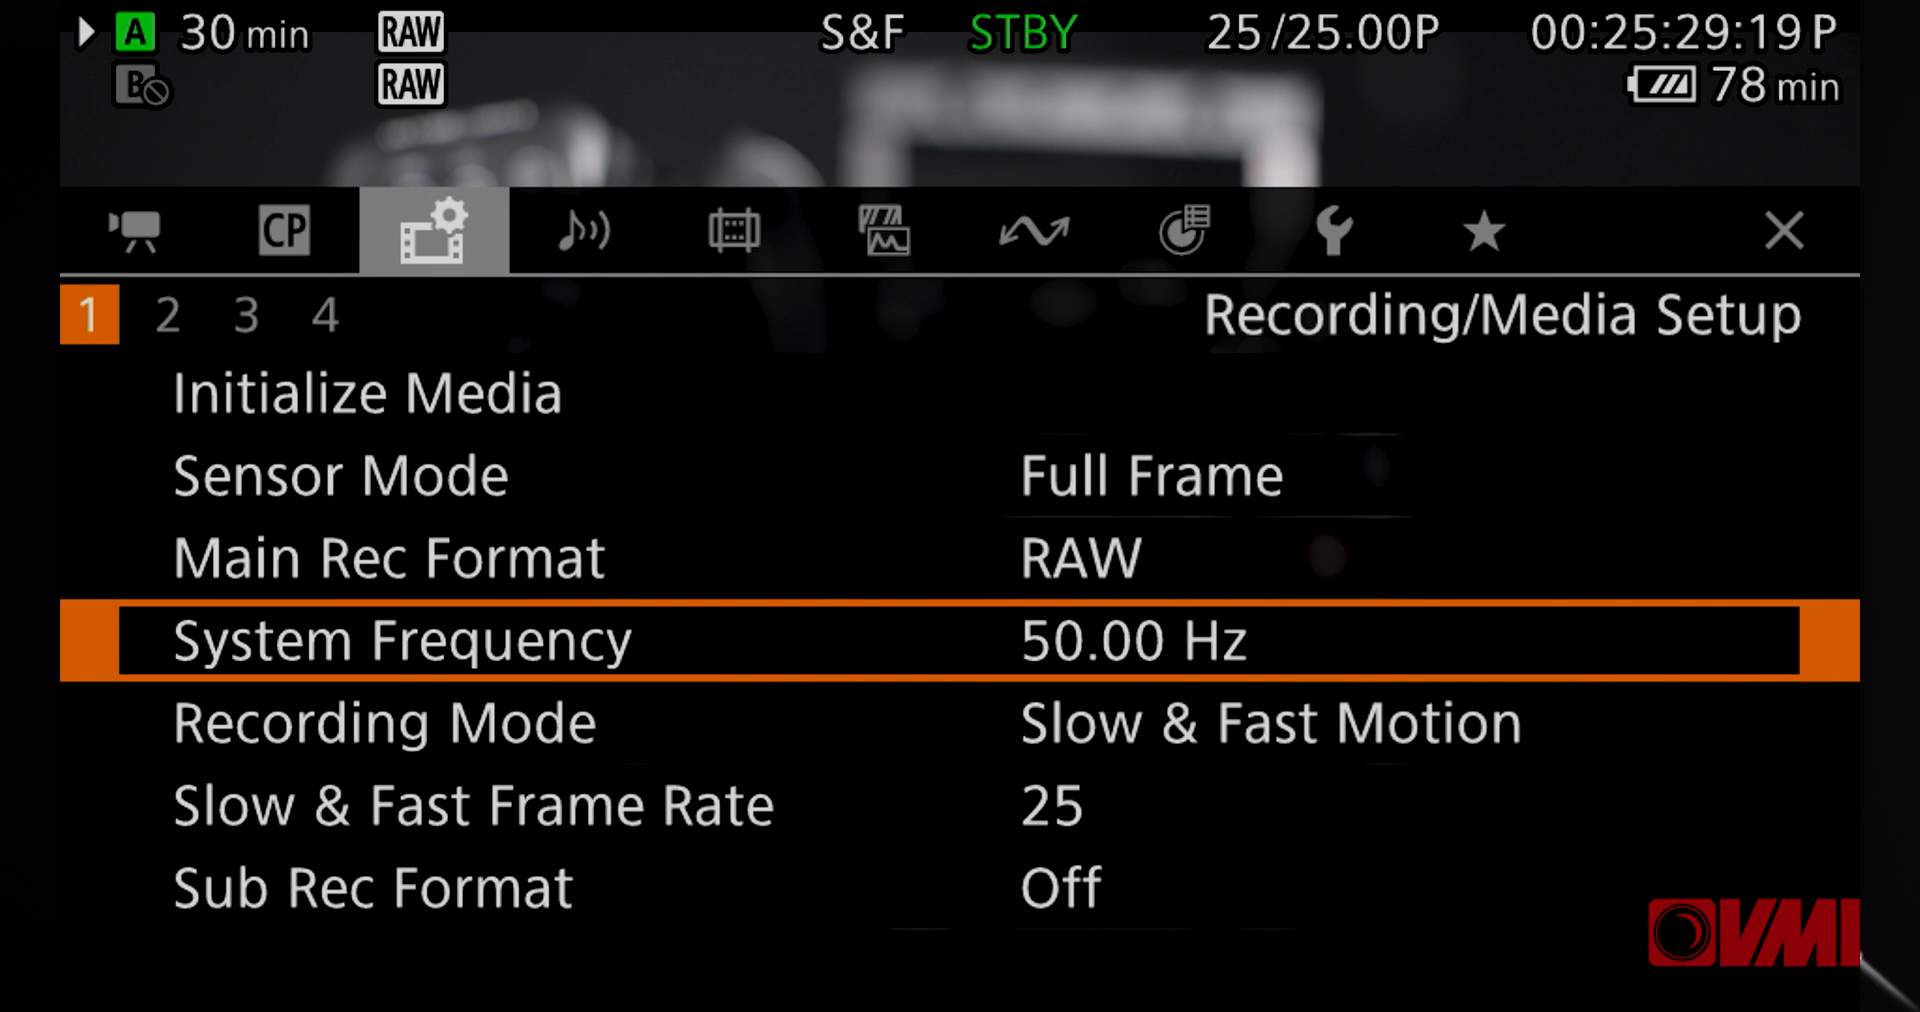 A 30 min RAW S&F STBY 25/25.00P 00:25:29:19 P
B RAW 78 min
CP
1 2 3 4 Recording/Media Setup
Initialize Media
Sensor Mode Full Frame
Main Rec Format RAW
System Frequency 50.00 Hz
Recording Mode Slow & Fast Motion
Slow & Fast Frame Rate 25
Sub Rec Format Off
VMI